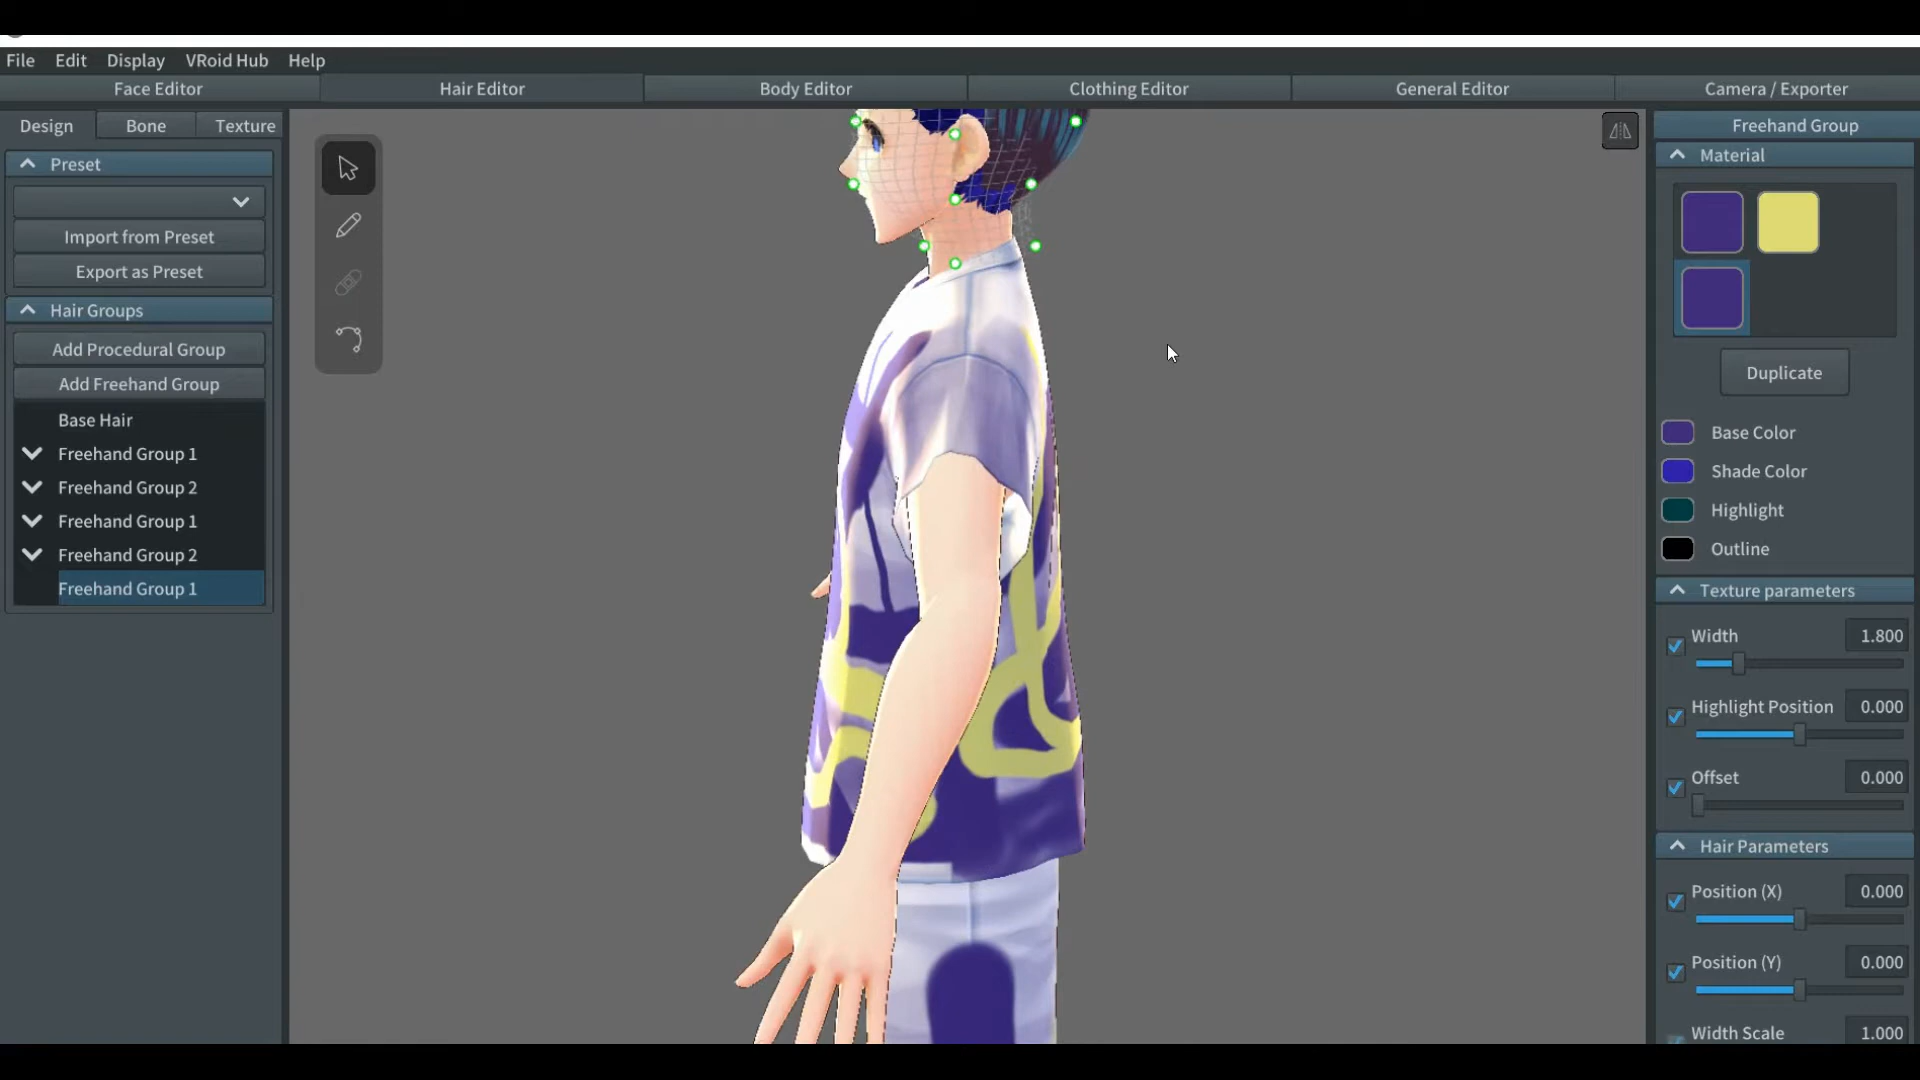 File Edit Display VRoid Hub Help
Face Editor Hair Editor Body Editor Clothing Editor General Editor Camera / Exporter
Design Bone Texture
Preset
Import from Preset
Export as Preset
Hair Groups
Add Procedural Group
Add Freehand Group
Base Hair
Freehand Group 1
Freehand Group 2
Freehand Group 1
Freehand Group 2
Freehand Group 1
Freehand Group
Material
Duplicate
Base Color
Shade Color
Highlight
Outline
Texture parameters
Width 1.800
Highlight Position 0.000
Offset 0.000
Hair Parameters
Position (X) 0.000
Position (Y) 0.000
Width Scale 1.000